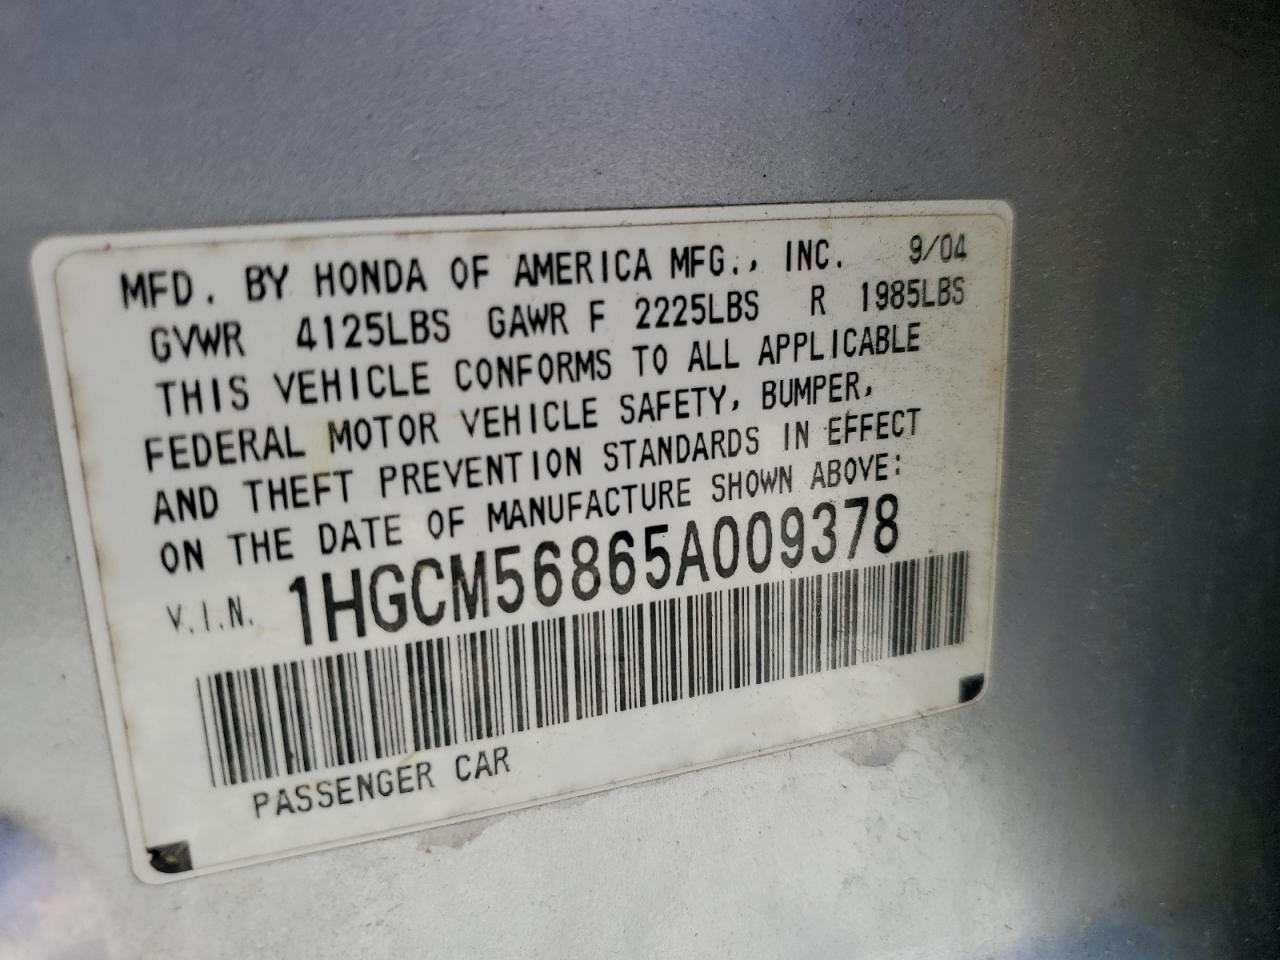 MFD. BY HONDA OF AMERICA MFG., INC. 9/04
GVWR 4125LBS GAWR F 2225LBS R 1985LBS
THIS VEHICLE CONFORMS TO ALL APPLICABLE
FEDERAL MOTOR VEHICLE SAFETY, BUMPER,
AND THEFT PREVENTION STANDARDS IN EFFECT
ON THE DATE OF MANUFACTURE SHOWN ABOVE:
V.I.N. 1HGCM56865A009378
PASSENGER CAR